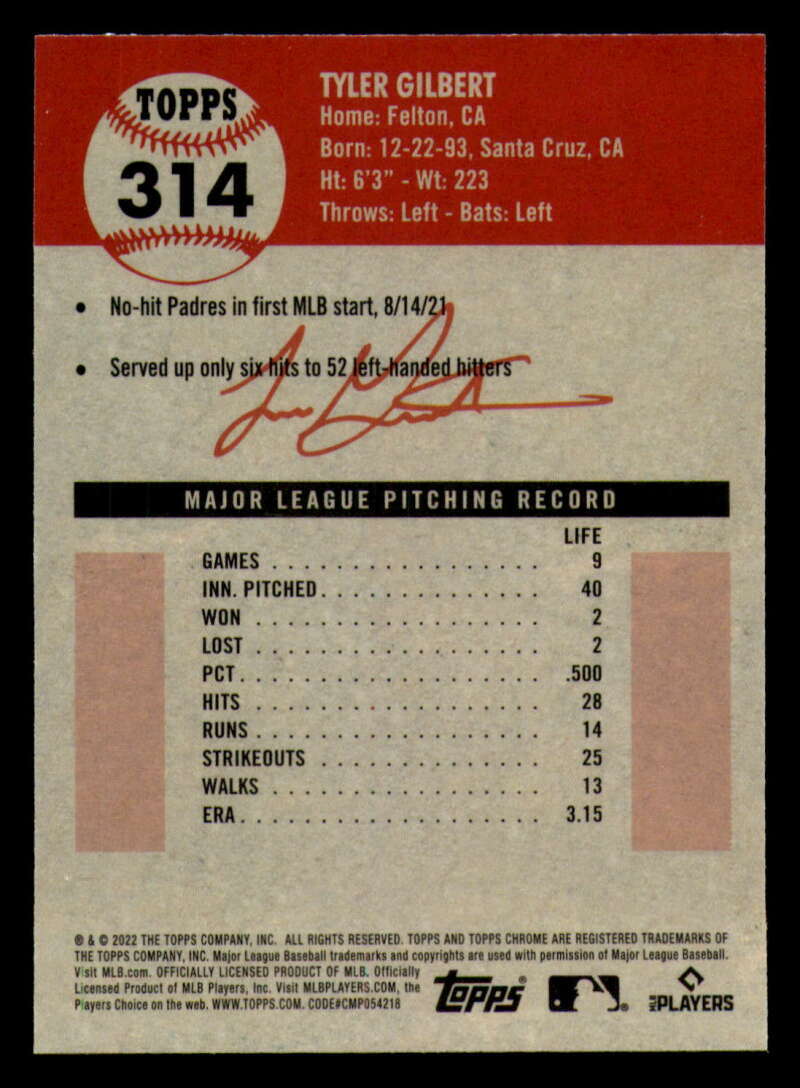 TOPPS
314
TYLER GILBERT
Home: Felton, CA
Born: 12-22-93, Santa Cruz, CA
Ht: 6'3" - Wt: 223
Throws: Left - Bats: Left
• No-hit Padres in first MLB start, 8/14/21
• Served up only six hits to 52 left-handed hitters
MAJOR LEAGUE PITCHING RECORD
LIFE
GAMES . . . . . . . . . . . . . . . . . 9
INN. PITCHED. . . . . . . . . . . . . . 40
WON . . . . . . . . . . . . . . . . . . 2
LOST . . . . . . . . . . . . . . . . . . 2
PCT. . . . . . . . . . . . . . . . . . . .500
HITS . . . . . . . . . . . . . . . . . . 28
RUNS. . . . . . . . . . . . . . . . . . 14
STRIKEOUTS . . . . . . . . . . . . . . 25
WALKS . . . . . . . . . . . . . . . . . 13
ERA. . . . . . . . . . . . . . . . . . . 3.15
® & © 2022 THE TOPPS COMPANY, INC. ALL RIGHTS RESERVED. TOPPS AND TOPPS CHROME ARE REGISTERED TRADEMARKS OF
THE TOPPS COMPANY, INC. Major League Baseball trademarks and copyrights are used with permission of Major League Baseball.
Visit MLB.com. OFFICIALLY LICENSED PRODUCT OF MLB. Officially
Licensed Product of MLB Players, Inc. Visit MLBPLAYERS.COM, the
Players Choice on the web. WWW.TOPPS.COM. CODE#CMP054218
TOPPS®
MLB PLAYERS